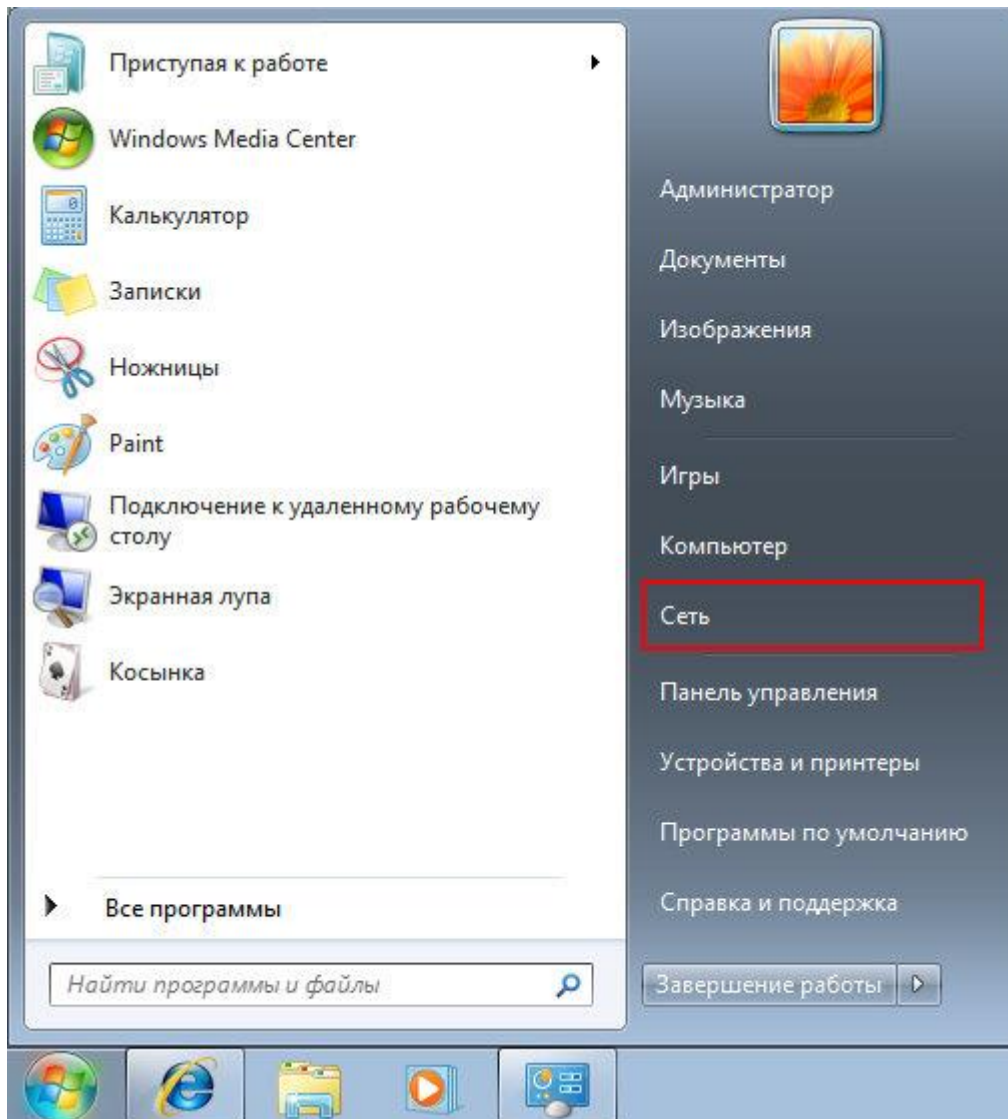 Приступая к работе
Windows Media Center
Калькулятор
Записки
Ножницы
Paint
Подключение к удаленному рабочему
столу
Экранная лупа
Косынка
Все программы
Найти программы и файлы
Администратор
Документы
Изображения
Музыка
Игры
Компьютер
Сеть
Панель управления
Устройства и принтеры
Программы по умолчанию
Справка и поддержка
Завершение работы